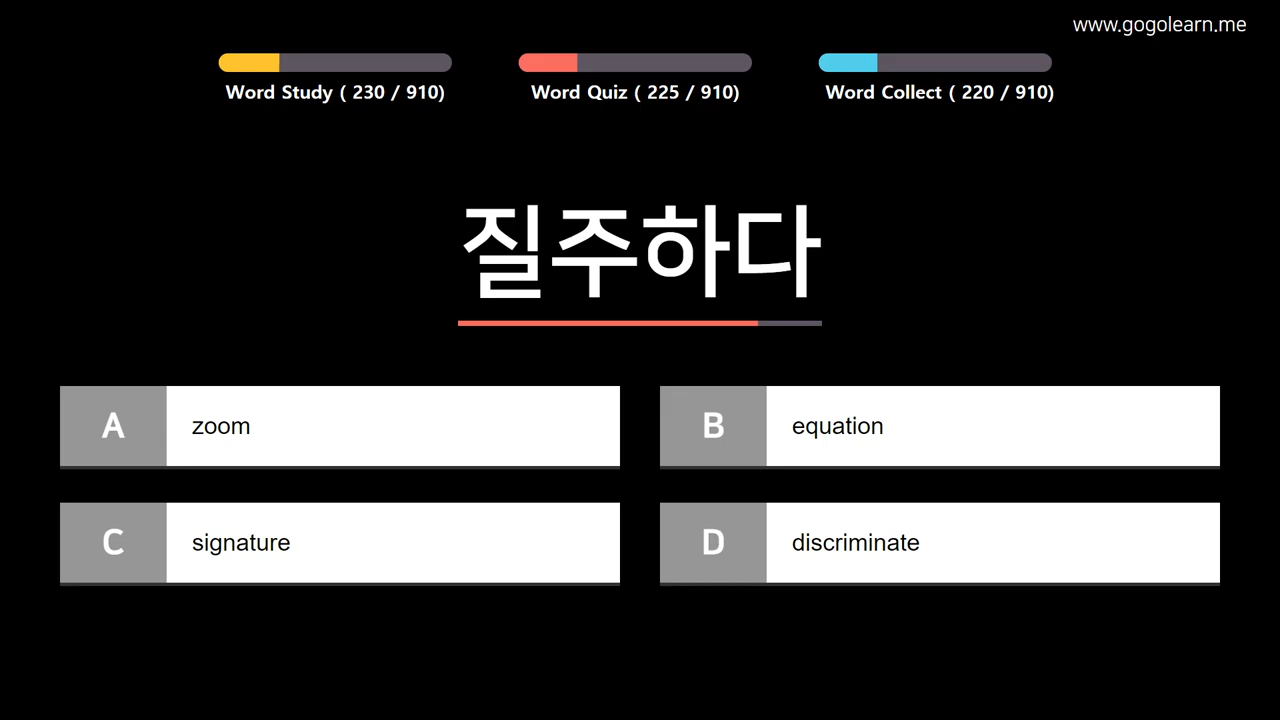 www.gogolearn.me
Word Study ( 230 / 910)
Word Quiz ( 225 / 910)
Word Collect ( 220 / 910)
질주하다
A zoom
B equation
C signature
D discriminate